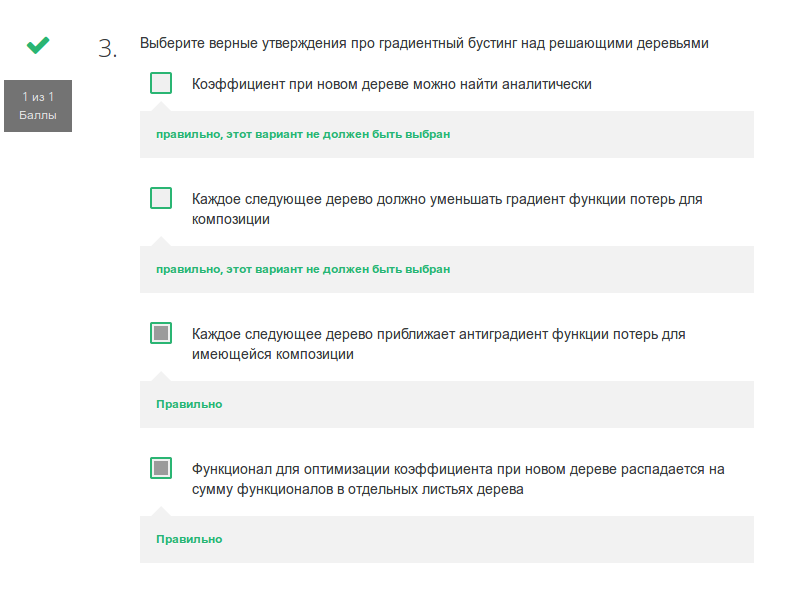 3. Выберите верные утверждения про градиентный бустинг над решающими деревьями
1 из 1
Баллы
Коэффициент при новом дереве можно найти аналитически
правильно, этот вариант не должен быть выбран
Каждое следующее дерево должно уменьшать градиент функции потерь для
композиции
правильно, этот вариант не должен быть выбран
Каждое следующее дерево приближает антиградиент функции потерь для
имеющейся композиции
Правильно
Функционал для оптимизации коэффициента при новом дереве распадается на
сумму функционалов в отдельных листьях дерева
Правильно